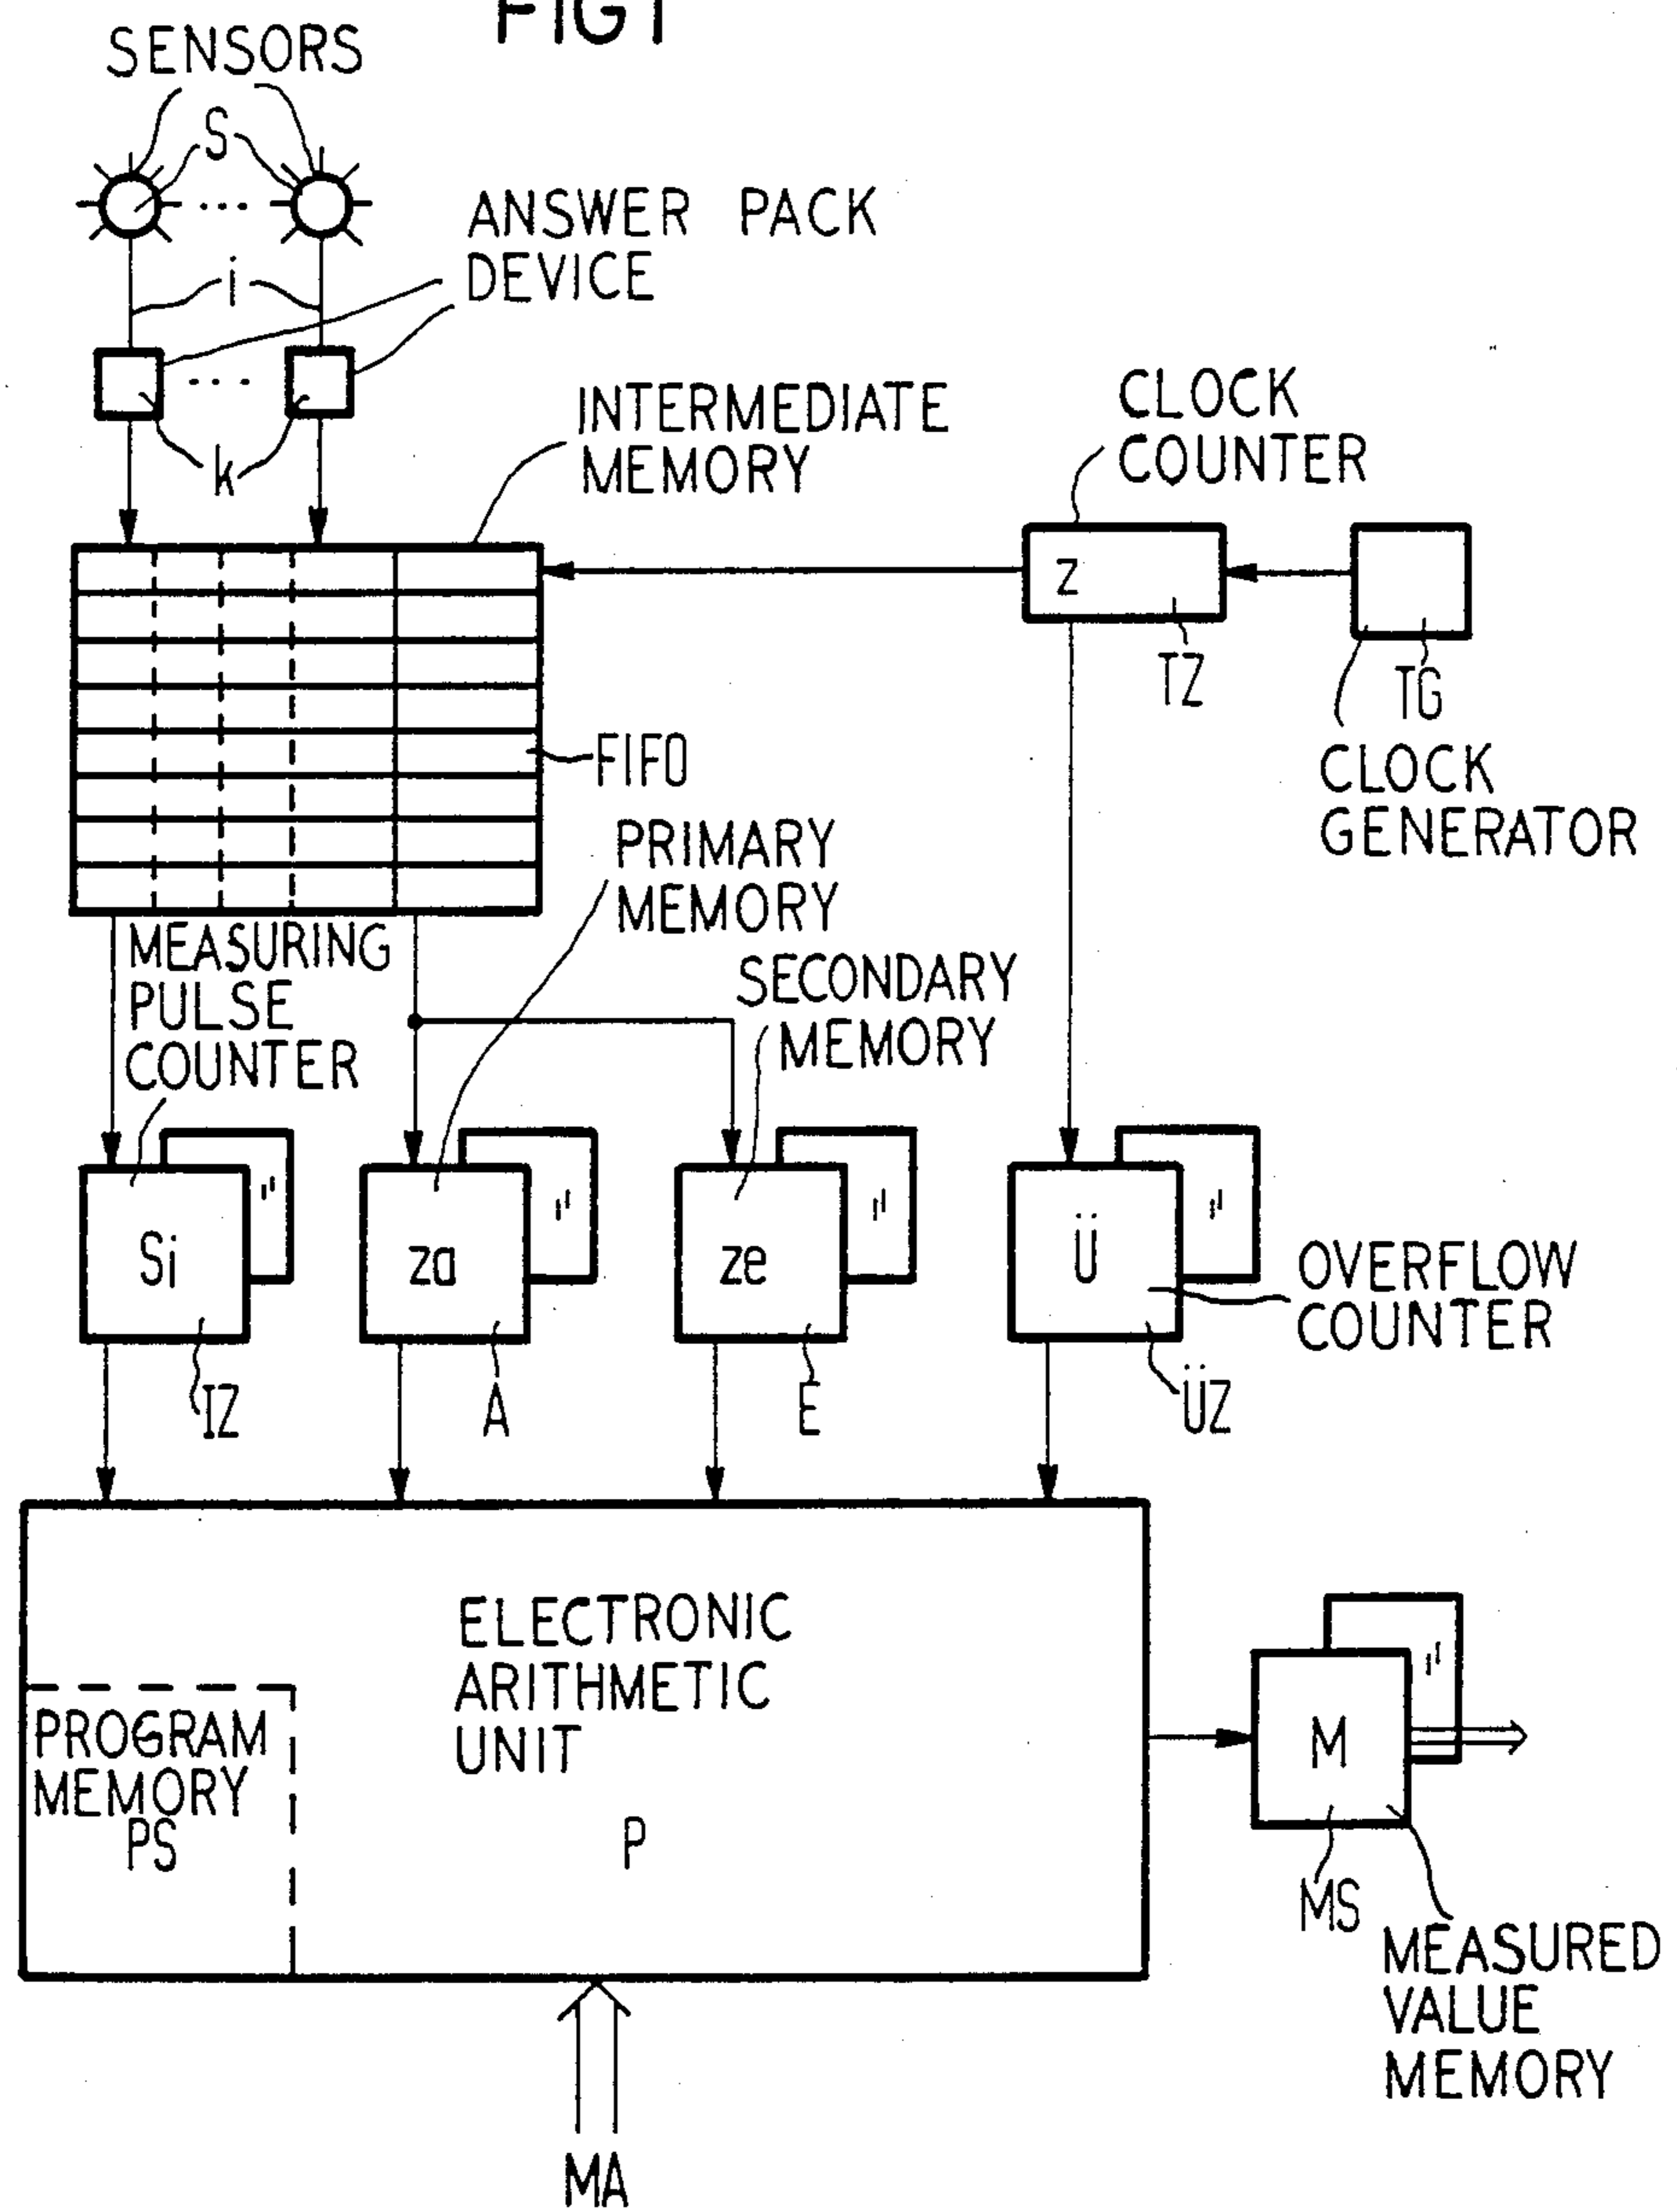 FIG1
SENSORS
S
ANSWER PACK
DEVICE
i
k
INTERMEDIATE
MEMORY
CLOCK
COUNTER
Z
TZ
TG
CLOCK
GENERATOR
FIFO
PRIMARY
MEMORY
MEASURING
PULSE
COUNTER
SECONDARY
MEMORY
Si
za
ze
Ü
OVERFLOW
COUNTER
IZ
A
E
ÜZ
ELECTRONIC
ARITHMETIC
UNIT
P
PROGRAM
MEMORY
PS
M
MS
MEASURED
VALUE
MEMORY
MA